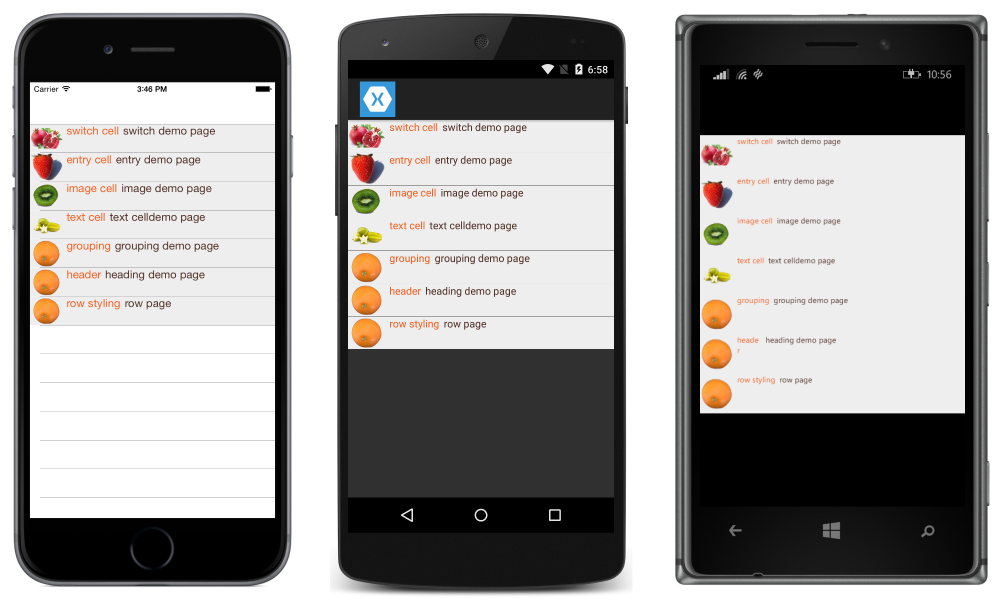 Carrier 3:46 PM
switch cell switch demo page
entry cell entry demo page
image cell image demo page
text cell text celldemo page
grouping grouping demo page
header heading demo page
row styling row page
6:58
X
switch cell switch demo page
entry cell entry demo page
image cell image demo page
text cell text celldemo page
grouping grouping demo page
header heading demo page
row styling row page
10:56
switch cell switch demo page
entry cell entry demo page
image cell image demo page
text cell text celldemo page
grouping grouping demo page
heade heading demo page
r
row styling row page